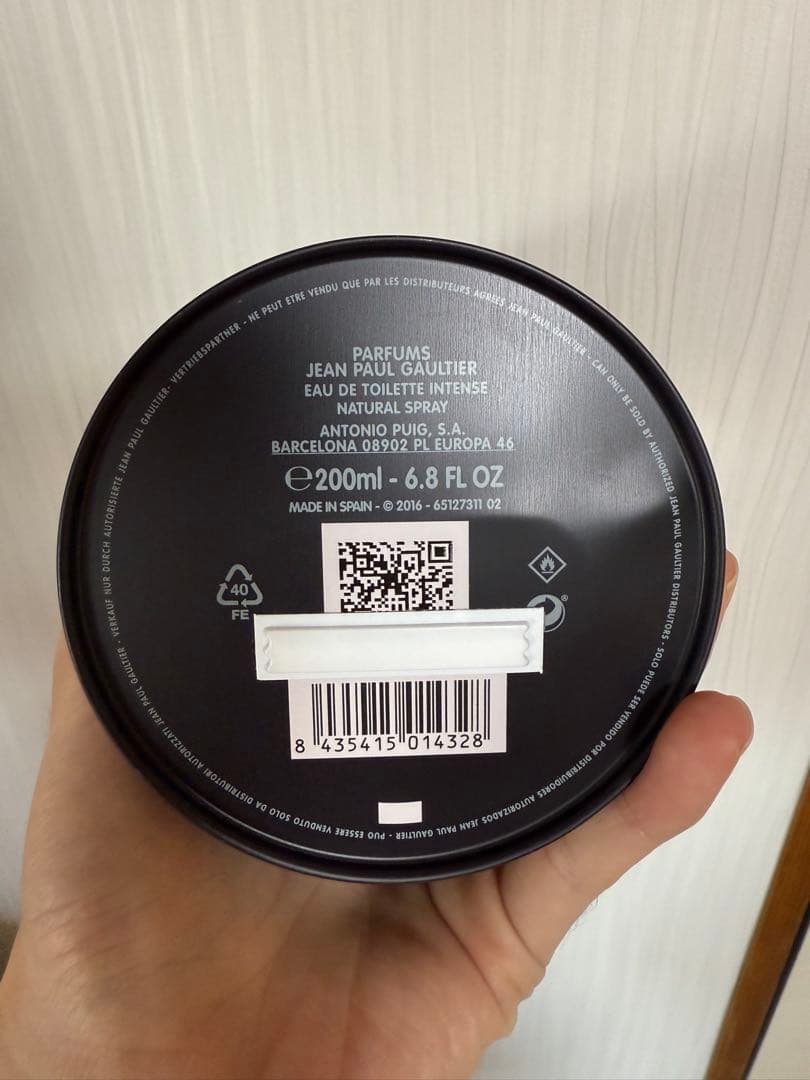 PARFUMS
JEAN PAUL GAULTIER
EAU DE TOILETTE INTENSE
NATURAL SPRAY
ANTONIO PUIG, S.A.
BARCELONA 08902 PL EUROPA 46
e 200ml - 6.8 FL OZ
MADE IN SPAIN - © 2016 - 65127311 02
40
FE
8 435415 014328
NE PEUT ETRE VENDU QUE PAR LES DISTRIBUTEURS AGREES JEAN PAUL GAULTIER - CAN ONLY BE SOLD BY AUTHORIZED JEAN PAUL GAULTIER DISTRIBUTORS - SOLO PUEDE SER VENDIDO POR DISTRIBUIDORES AUTORIZADOS JEAN PAUL GAULTIER - PUO ESSERE VENDUTO SOLO DA DISTRIBUTORI AUTORIZZATI JEAN PAUL GAULTIER - VERKAUF NUR DURCH AUTORISIERTE JEAN PAUL GAULTIER- VERTRIEBSPARTNER -